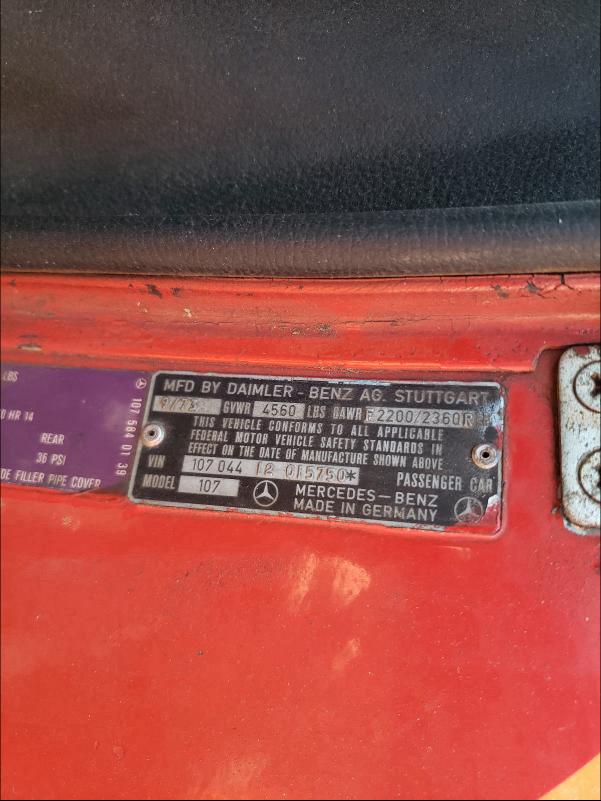 LBS
HR 14
REAR
36 PSI
DE FILLER PIPE COVER
107 584 01 39
MFD BY DAIMLER - BENZ AG. STUTTGART
GVWR 4560 LBS GAWR F2200/2360R
THIS VEHICLE CONFORMS TO ALL APPLICABLE
FEDERAL MOTOR VEHICLE SAFETY STANDARDS IN
EFFECT ON THE DATE OF MANUFACTURE SHOWN ABOVE
VIN 107 044 12 015750* PASSENGER CAR
MODEL 107 MERCEDES-BENZ
MADE IN GERMANY